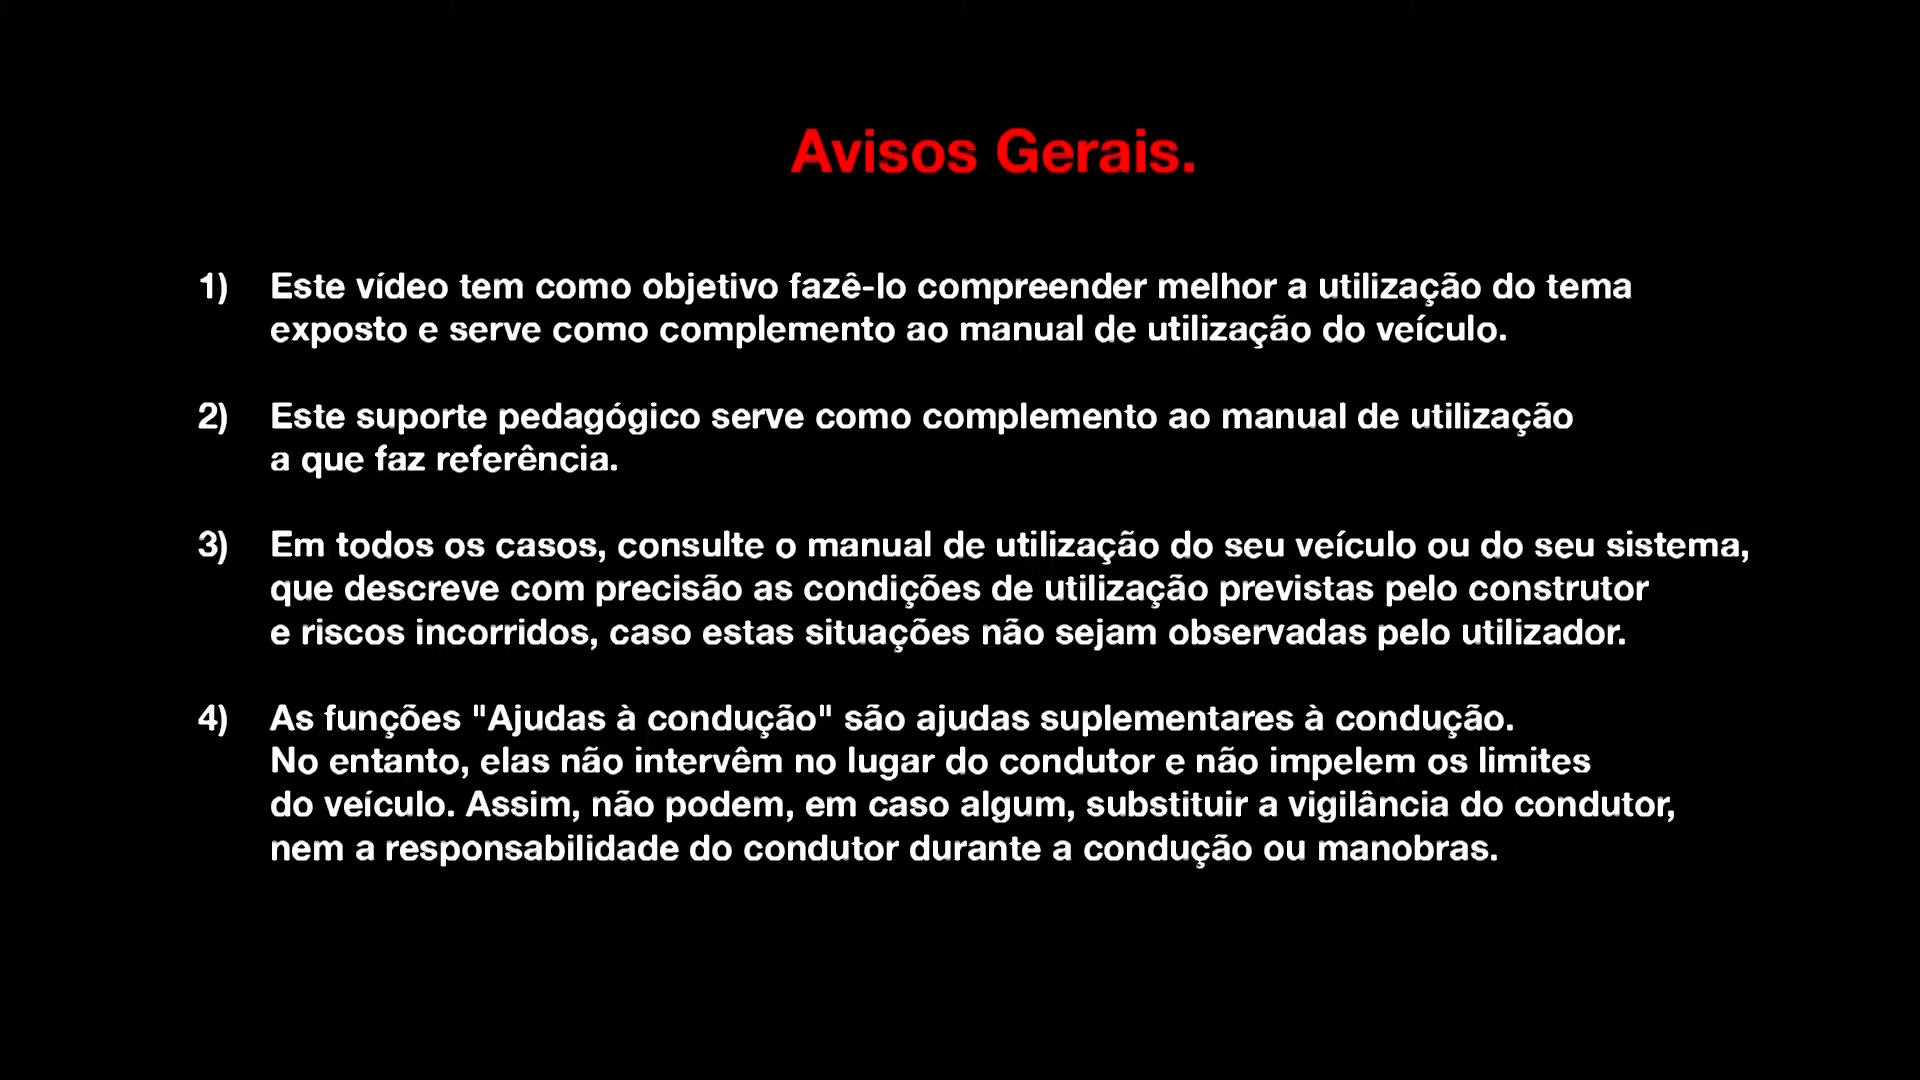 Avisos Gerais.
1) Este vídeo tem como objetivo fazê-lo compreender melhor a utilização do tema
exposto e serve como complemento ao manual de utilização do veículo.
2) Este suporte pedagógico serve como complemento ao manual de utilização
a que faz referência.
3) Em todos os casos, consulte o manual de utilização do seu veículo ou do seu sistema,
que descreve com precisão as condições de utilização previstas pelo construtor
e riscos incorridos, caso estas situações não sejam observadas pelo utilizador.
4) As funções "Ajudas à condução" são ajudas suplementares à condução.
No entanto, elas não intervêm no lugar do condutor e não impelem os limites
do veículo. Assim, não podem, em caso algum, substituir a vigilância do condutor,
nem a responsabilidade do condutor durante a condução ou manobras.